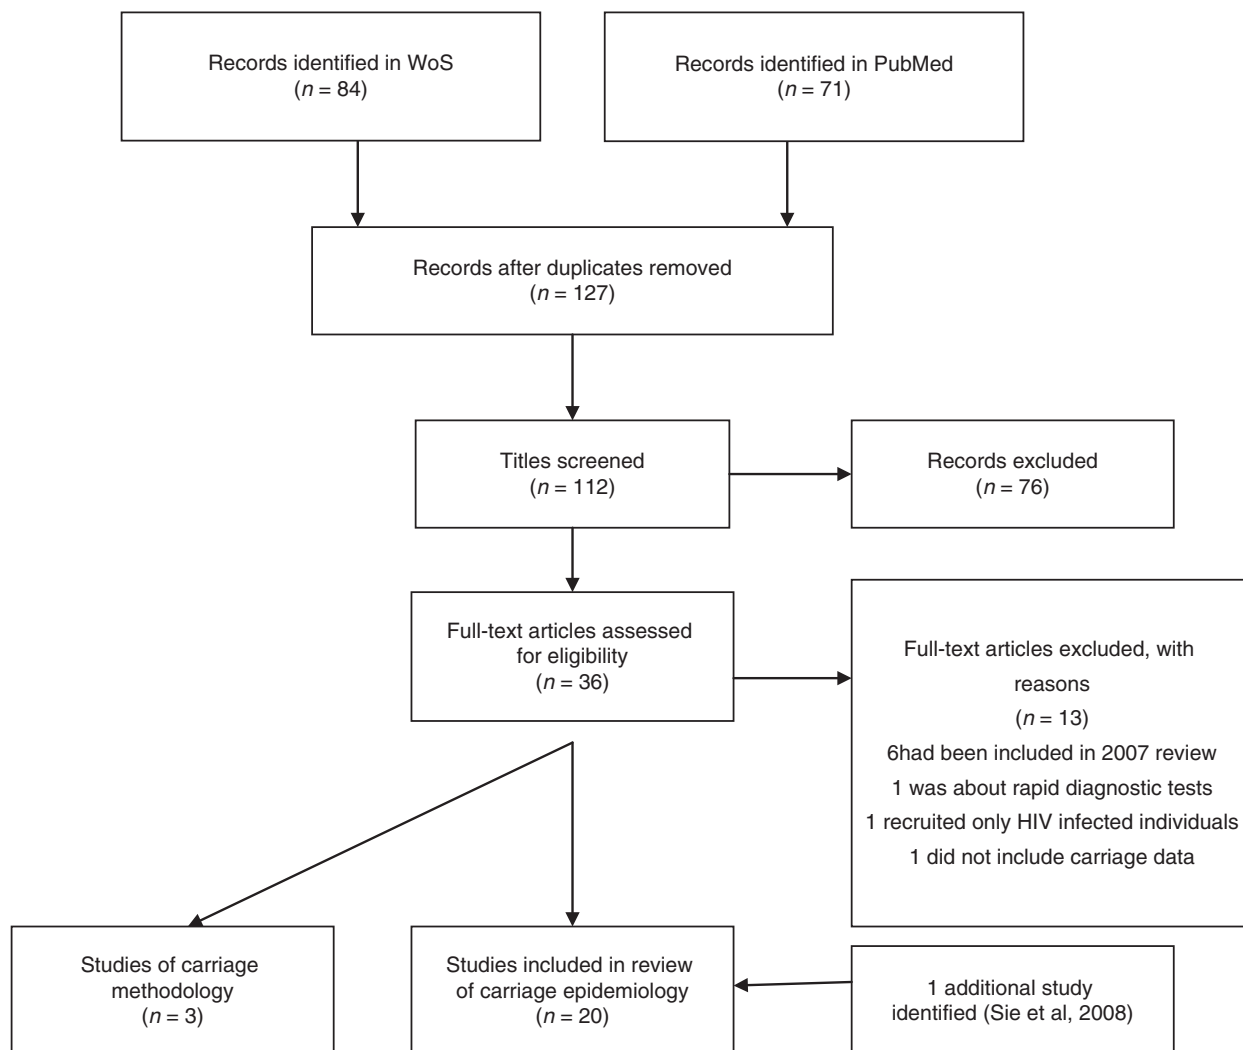 Records identified in WoS
(n = 84)
Records identified in PubMed
(n = 71)
Records after duplicates removed
(n = 127)
Titles screened
(n = 112)
Records excluded
(n = 76)
Full-text articles assessed
for eligibility
(n = 36)
Full-text articles excluded, with
reasons
(n = 13)
6had been included in 2007 review
1 was about rapid diagnostic tests
1 recruited only HIV infected individuals
1 did not include carriage data
Studies of carriage
methodology
(n = 3)
Studies included in review
of carriage epidemiology
(n = 20)
1 additional study
identified (Sie et al, 2008)